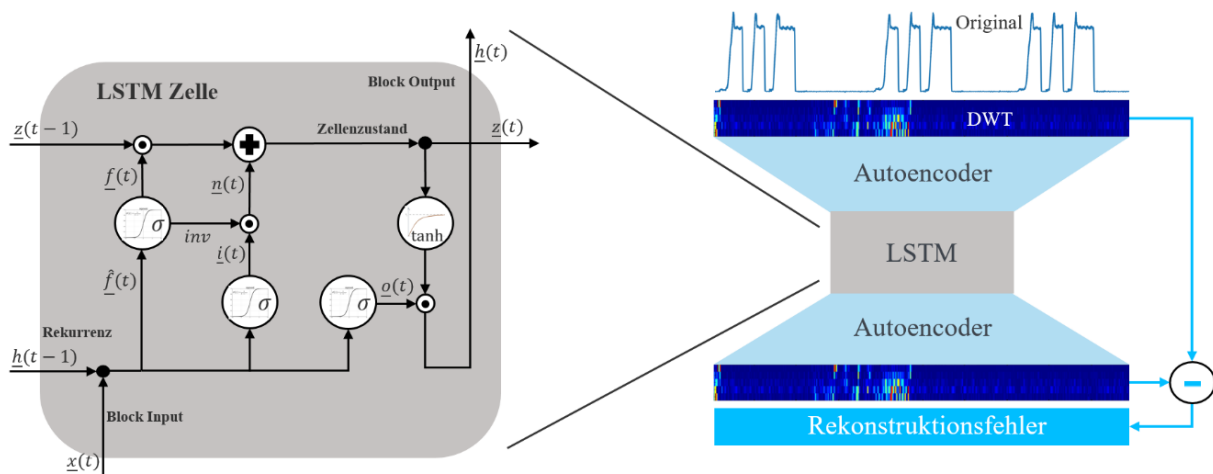 LSTM Zelle
Block Output
h(t)
z(t−1)
Zellenzustand
z(t)
f(t)
n(t)
σ
inv
tanh
i(t)
f̂(t)
σ
σ
o(t)
Rekurrenz
h(t−1)
Block Input
x(t)
Original
DWT
Autoencoder
LSTM
Autoencoder
Rekonstruktionsfehler